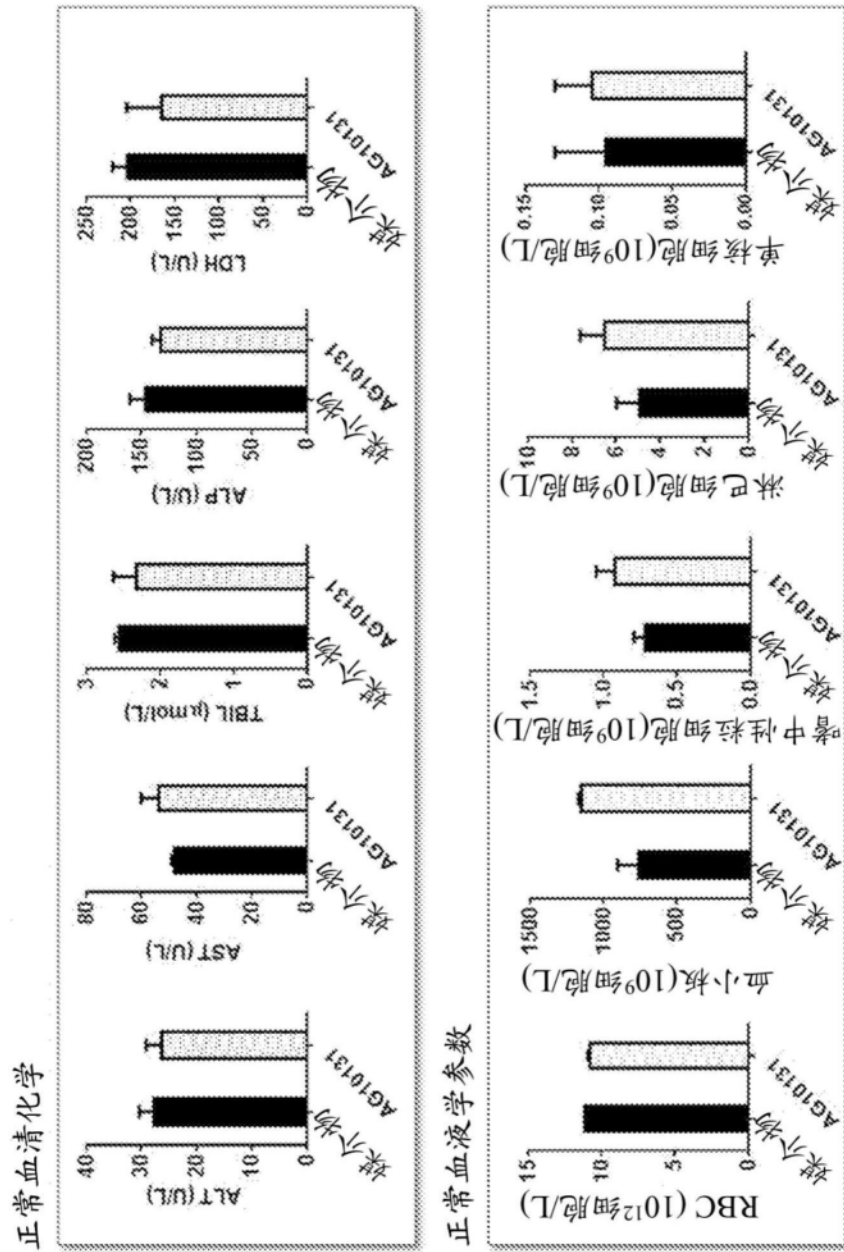 正常血清化学
ALT (U/L)
40
30
20
10
0
媒介物
AG10131
AST (U/L)
80
60
40
20
0
媒介物
AG10131
TBIL (μmol/L)
3
2
1
0
媒介物
AG10131
ALP (U/L)
200
150
100
50
0
媒介物
AG10131
LDH (U/L)
250
200
150
100
50
0
媒介物
AG10131
正常血液学参数
RBC (10¹²细胞/L)
15
10
5
0
媒介物
AG10131
血小板(10⁹细胞/L)
1500
1000
500
0
媒介物
AG10131
嗜中性粒细胞(10⁹细胞/L)
1.5
1.0
0.5
0.0
媒介物
AG10131
淋巴细胞(10⁹细胞/L)
10
8
6
4
2
0
媒介物
AG10131
单核细胞(10⁹细胞/L)
0.15
0.10
0.05
0.00
媒介物
AG10131